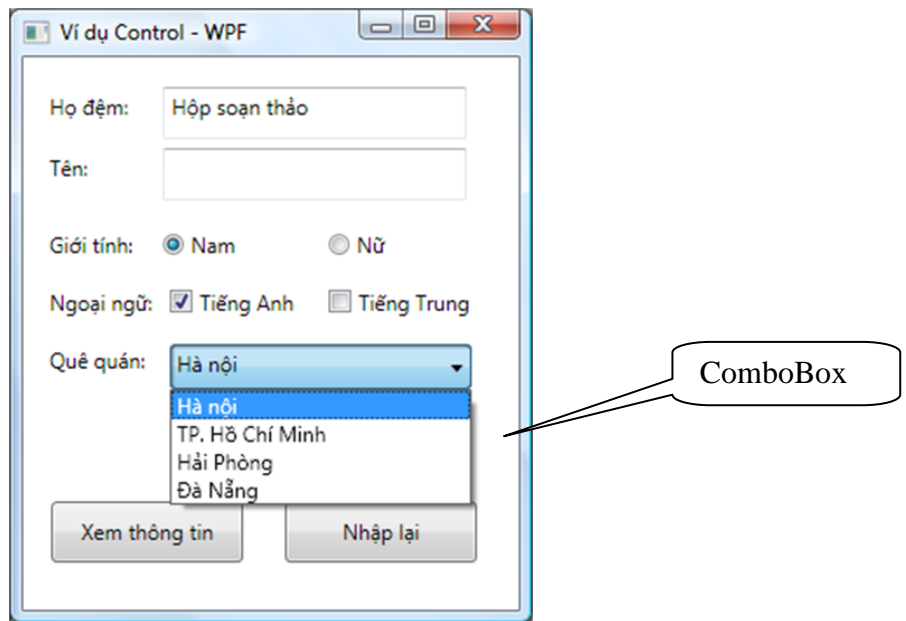 Ví dụ Control - WPF
Họ đệm: Hộp soạn thảo
Tên:
Giới tính: Nam Nữ
Ngoại ngữ: Tiếng Anh Tiếng Trung
Quê quán: Hà nội
Hà nội
TP. Hồ Chí Minh
Hải Phòng
Đà Nẵng
Xem thông tin Nhập lại
ComboBox